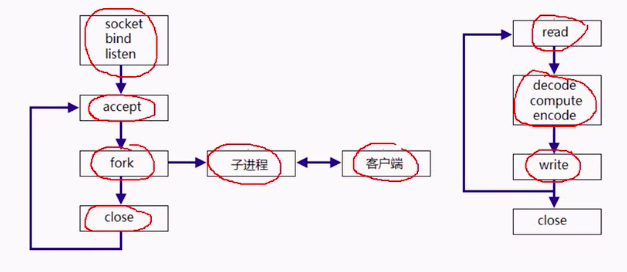 socket
bind
listen
accept
fork
子进程
客户端
close
read
decode
compute
encode
write
close